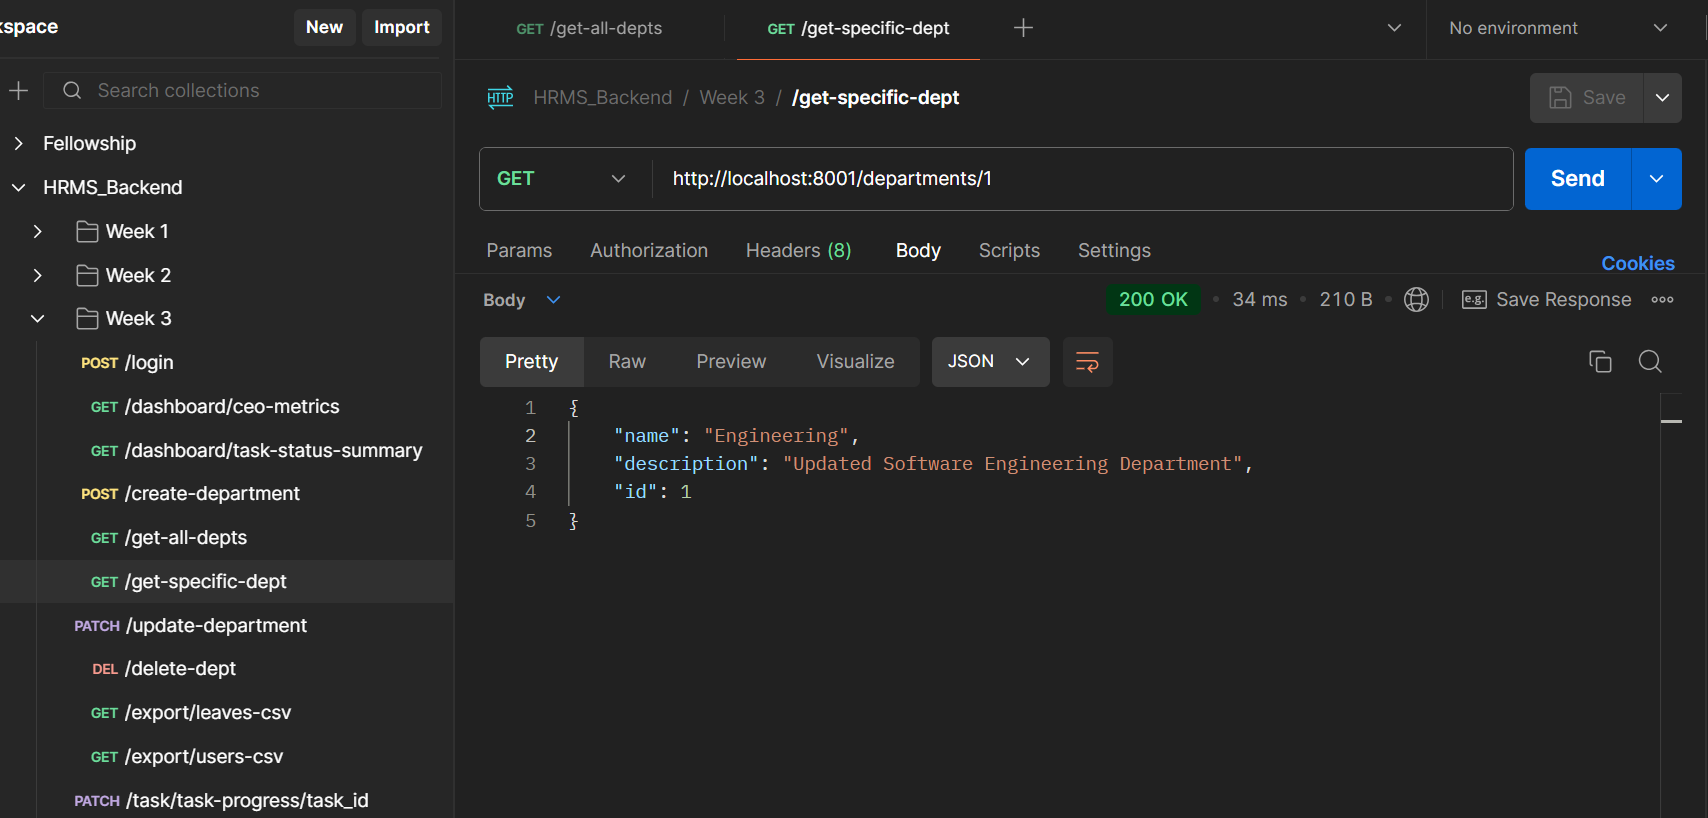 kspace
New
Import
Search collections
Fellowship
HRMS_Backend
Week 1
Week 2
Week 3
POST /login
GET /dashboard/ceo-metrics
GET /dashboard/task-status-summary
POST /create-department
GET /get-all-depts
GET /get-specific-dept
PATCH /update-department
DEL /delete-dept
GET /export/leaves-csv
GET /export/users-csv
PATCH /task/task-progress/task_id
GET /get-all-depts
GET /get-specific-dept
No environment
HTTP HRMS_Backend / Week 3 / /get-specific-dept
Save
GET http://localhost:8001/departments/1
Send
Params Authorization Headers (8) Body Scripts Settings
Cookies
Body
200 OK • 34 ms • 210 B • e.g. Save Response
Pretty Raw Preview Visualize JSON
1 {
2 "name": "Engineering",
3 "description": "Updated Software Engineering Department",
4 "id": 1
5 }